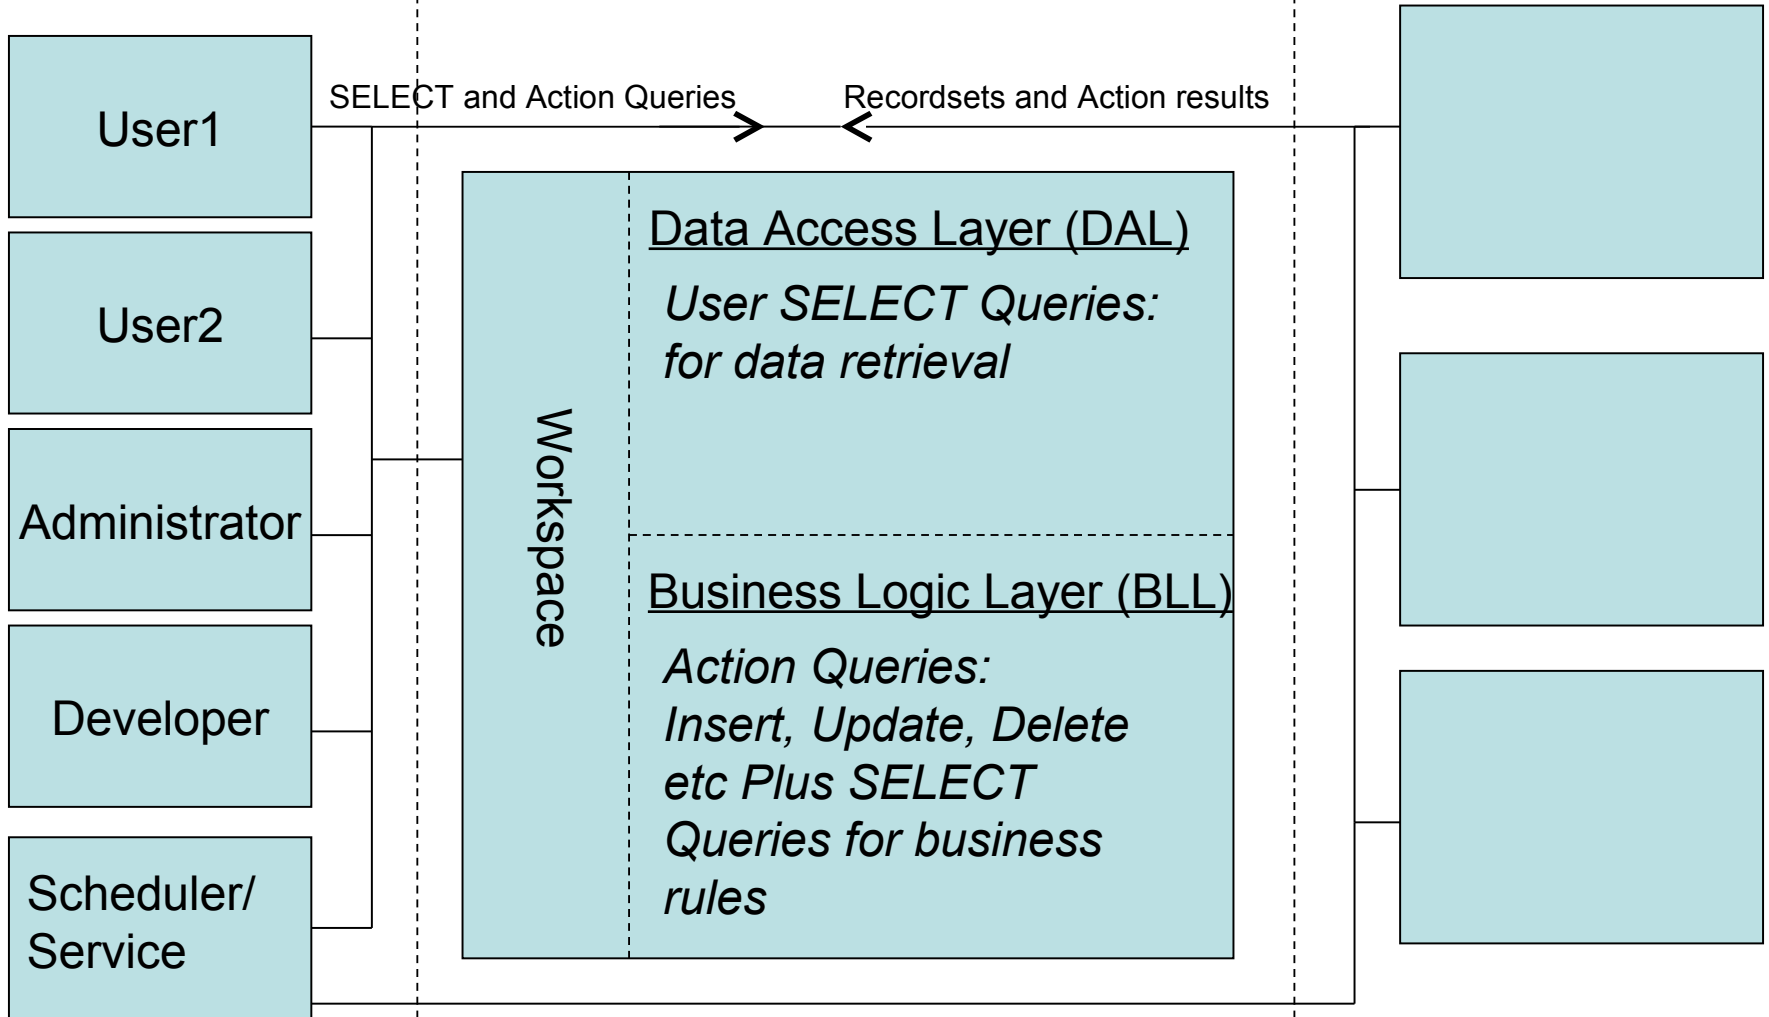 SELECT and Action Queries
Recordsets and Action results
User1
User2
Administrator
Developer
Scheduler/
Service
Workspace
Data Access Layer (DAL)
User SELECT Queries:
for data retrieval
Business Logic Layer (BLL)
Action Queries:
Insert, Update, Delete
etc Plus SELECT
Queries for business
rules